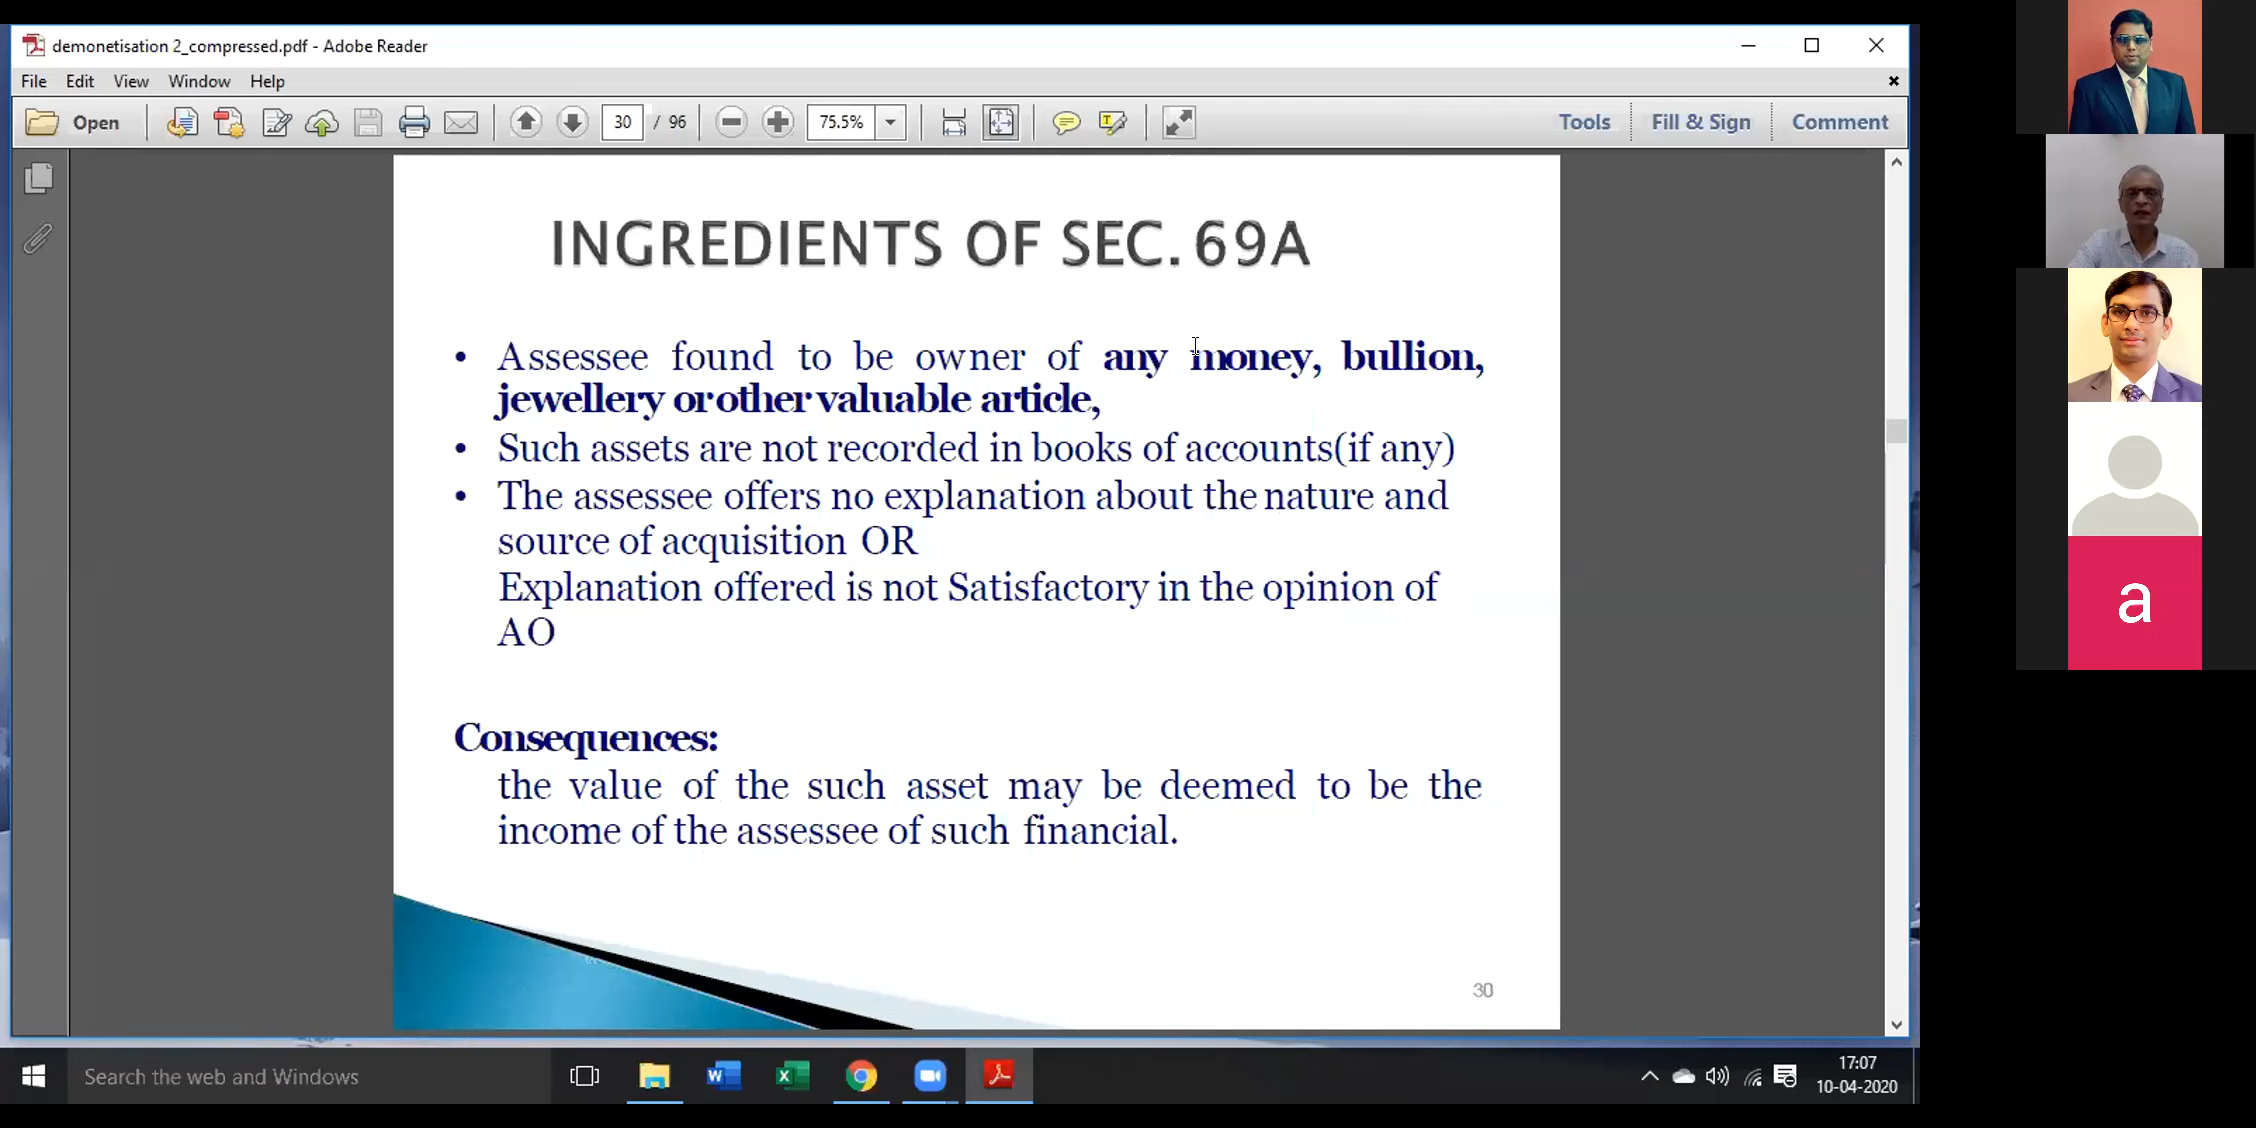 demonetisation 2_compressed.pdf - Adobe Reader
File Edit View Window Help
Open 30 / 96 75.5% Tools Fill & Sign Comment
INGREDIENTS OF SEC. 69A
• Assessee found to be owner of any money, bullion,
jewellery or other valuable article,
• Such assets are not recorded in books of accounts(if any)
• The assessee offers no explanation about the nature and
source of acquisition OR
Explanation offered is not Satisfactory in the opinion of
AO
Consequences:
the value of the such asset may be deemed to be the
income of the assessee of such financial.
30
a
Search the web and Windows
17:07
10-04-2020